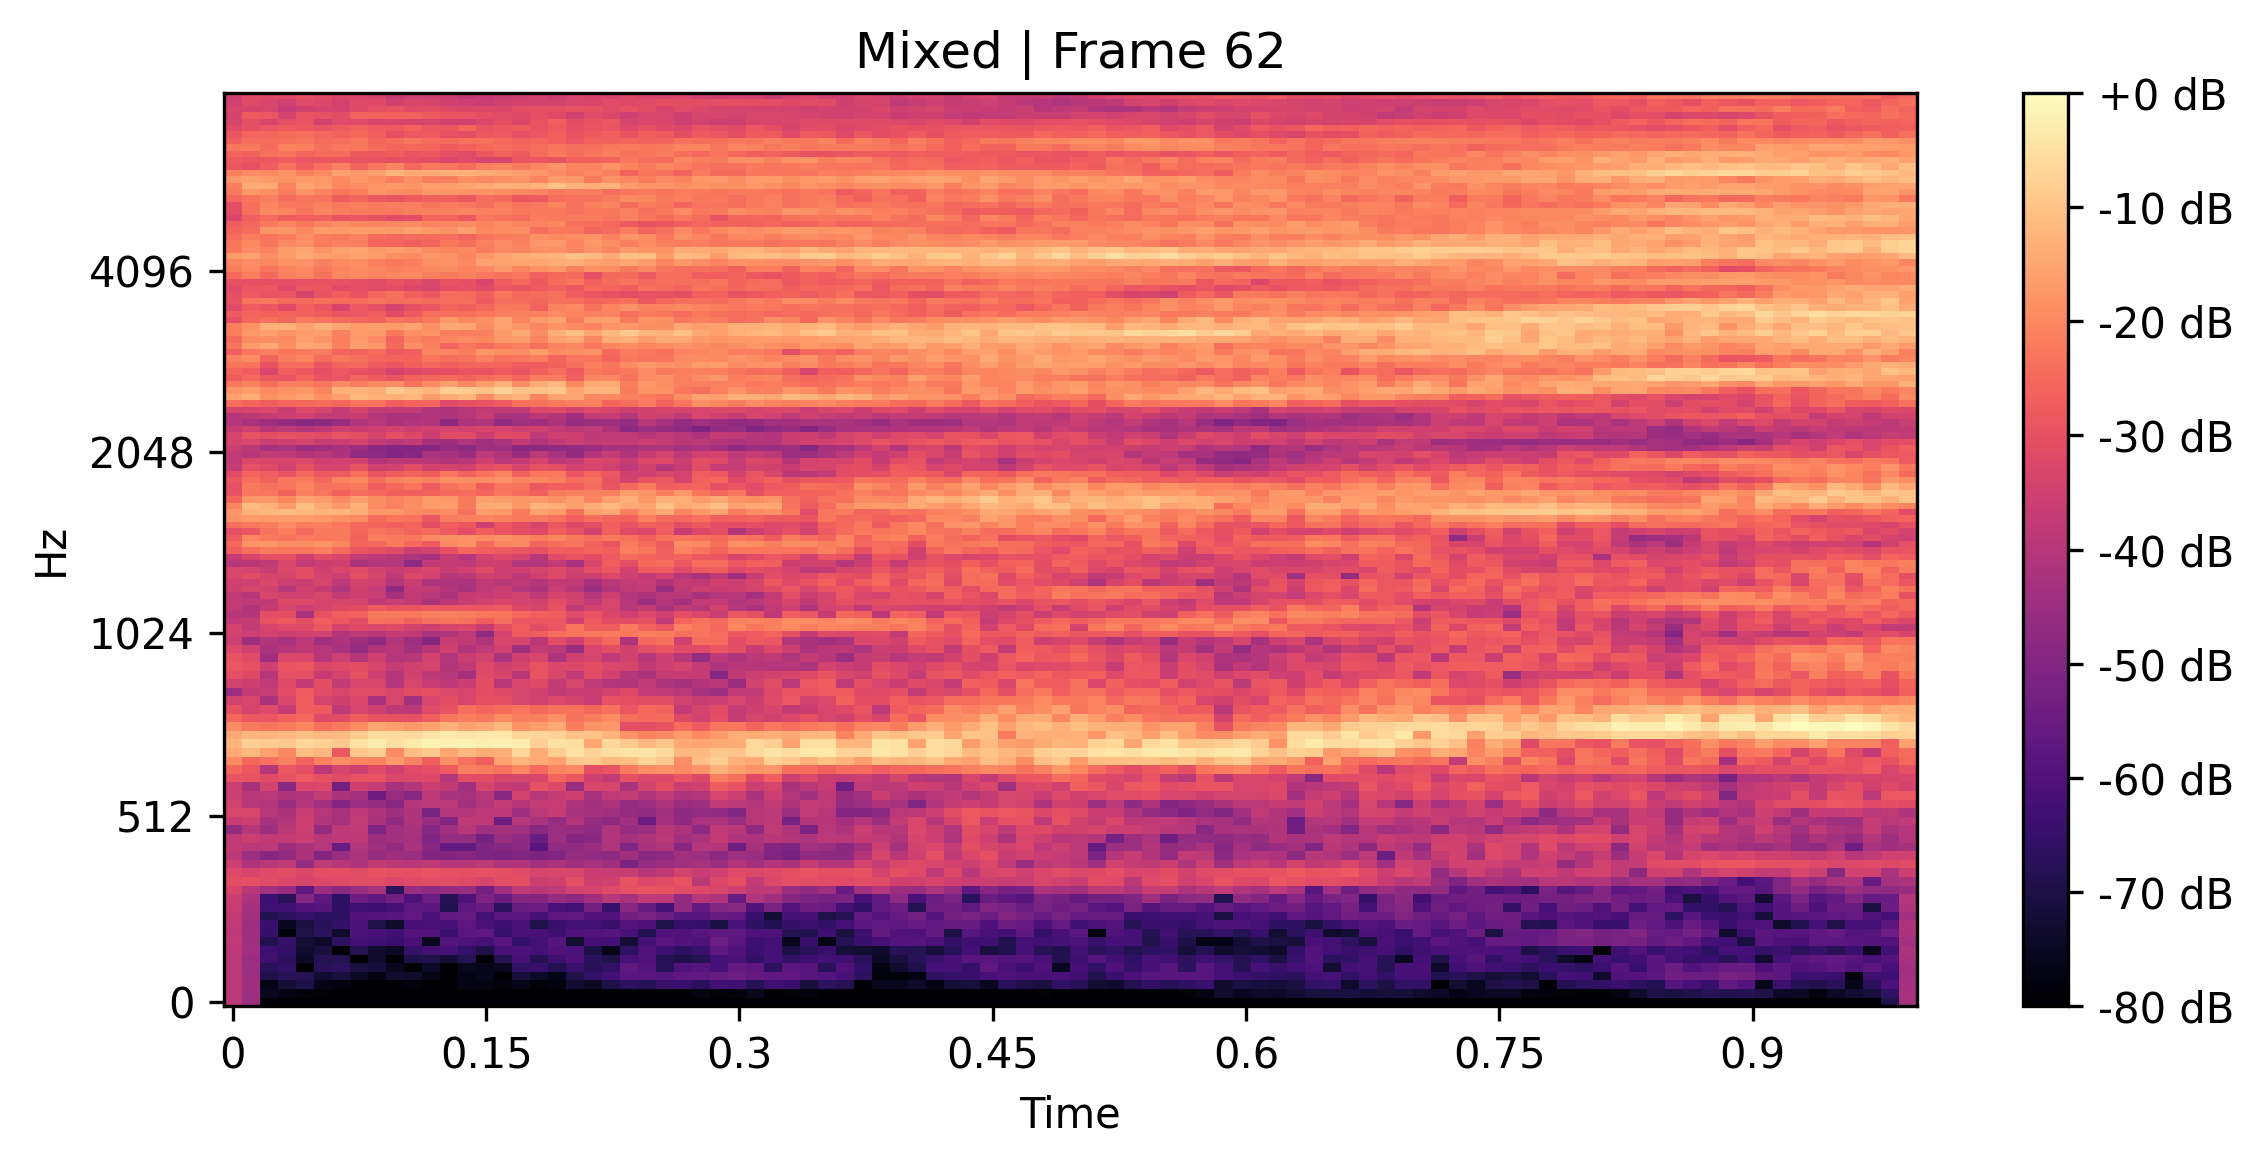 Mixed | Frame 62
+0 dB
-10 dB
4096
-20 dB
-30 dB
2048
-40 dB
Hz
1024
-50 dB
512
-60 dB
-70 dB
0
-80 dB
0 0.15 0.3 0.45 0.6 0.75 0.9
Time